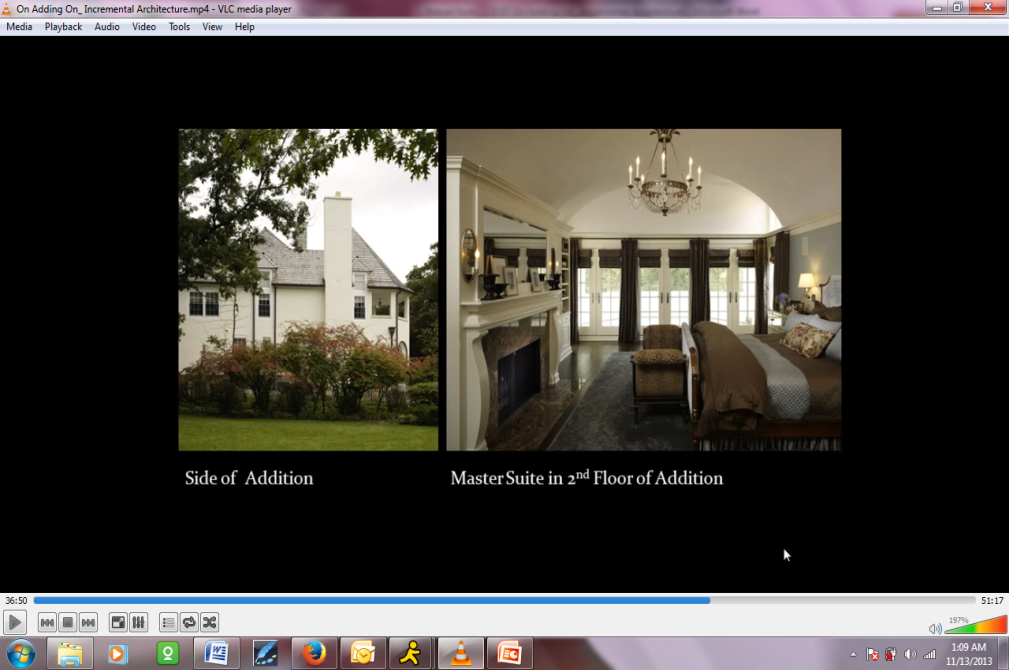 On Adding On_ Incremental Architecture.mp4 - VLC media player
Media Playback Audio Video Tools View Help
Side of Addition
Master Suite in 2nd Floor of Addition
36:50
51:17
197%
1:09 AM
11/13/2013